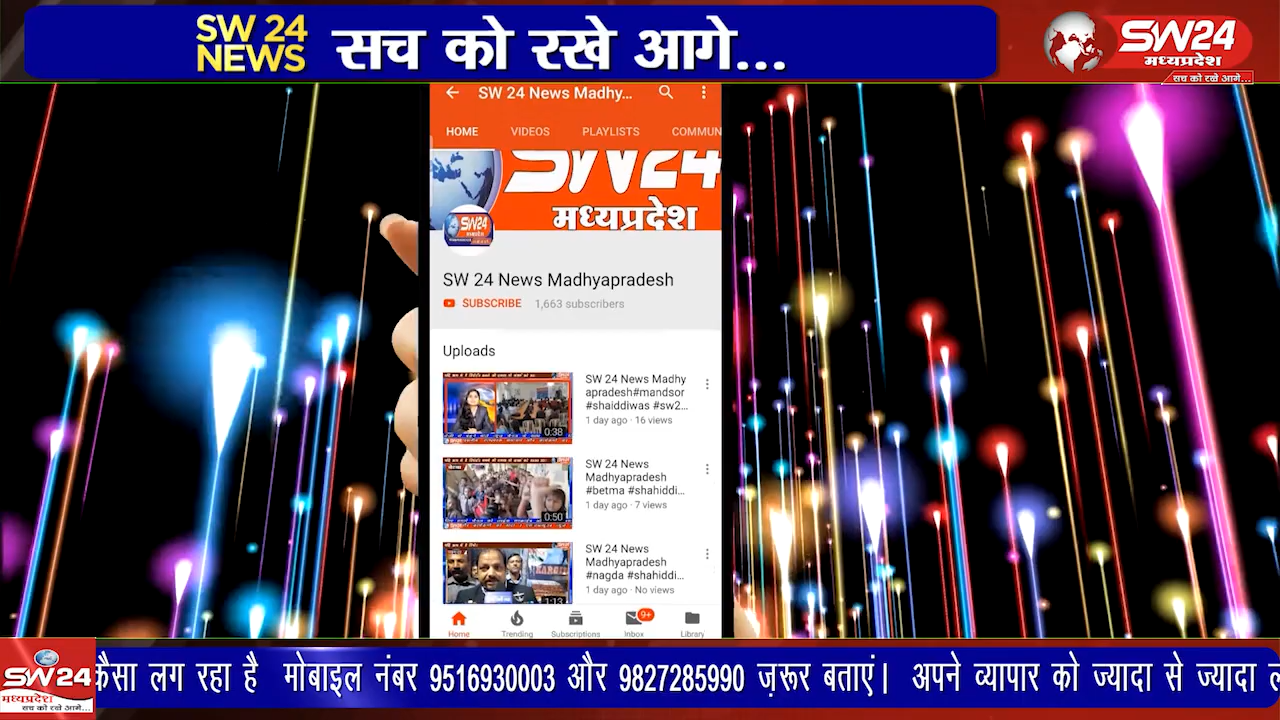 SW 24
NEWS
सच को रखे आगे...
SW24
मध्यप्रदेश
सच को रखे आगे...
SW 24 News Madhy...
HOME VIDEOS PLAYLISTS COMMUN
SW24
मध्यप्रदेश
SW24
SW 24 News Madhyapradesh
SUBSCRIBE 1,663 subscribers
Uploads
SW 24 News Madhy
apradesh#mandsor
#shaiddiwas #sw2...
1 day ago · 16 views
0:38
SW 24 News
Madhyapradesh
#betma #shahiddi...
1 day ago · 7 views
0:50
SW 24 News
Madhyapradesh
#nagda #shahiddi...
1 day ago · No views
1:13
9+
Home Trending Subscriptions Inbox Library
SW24
मध्यप्रदेश
सच को रखे आगे...
कैसा लग रहा है मोबाइल नंबर 9516930003 और 9827285990 ज़रूर बताएं। अपने व्यापार को ज्यादा से ज्यादा